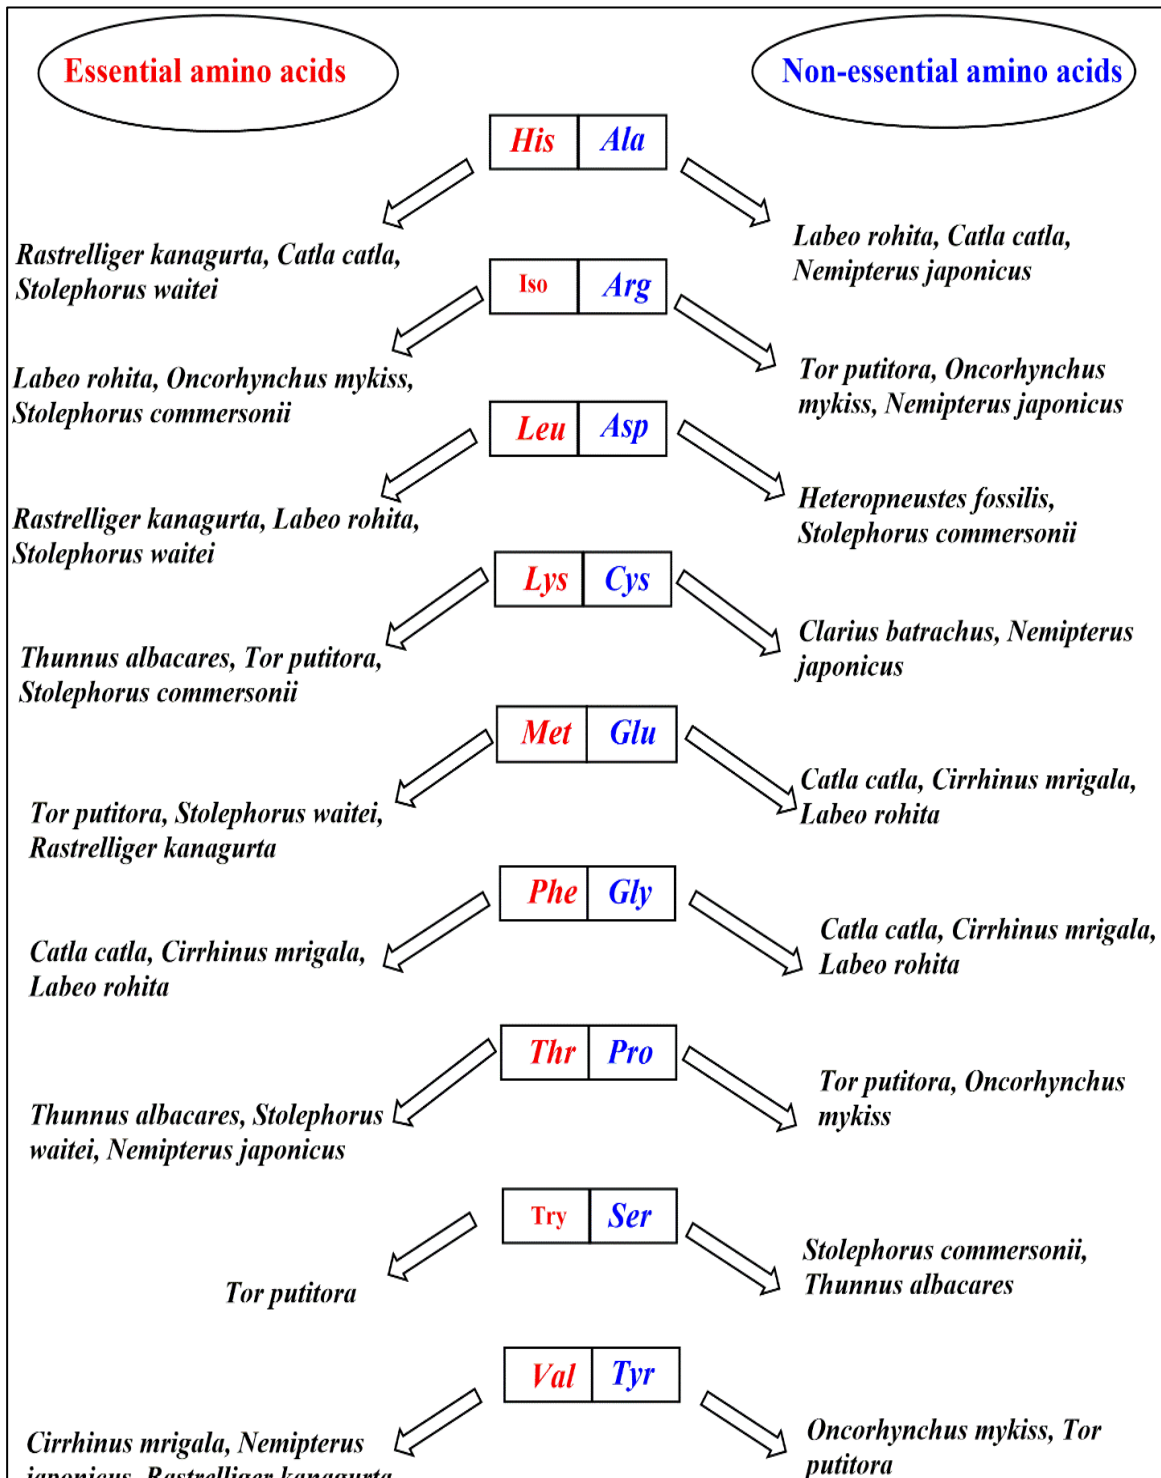 Essential amino acids
Non-essential amino acids
His Ala
Rastrelliger kanagurta, Catla catla,
Stolephorus waitei
Labeo rohita, Catla catla,
Nemipterus japonicus
Iso Arg
Labeo rohita, Oncorhynchus mykiss,
Stolephorus commersonii
Tor putitora, Oncorhynchus
mykiss, Nemipterus japonicus
Leu Asp
Rastrelliger kanagurta, Labeo rohita,
Stolephorus waitei
Heteropneustes fossilis,
Stolephorus commersonii
Lys Cys
Thunnus albacares, Tor putitora,
Stolephorus commersonii
Clarius batrachus, Nemipterus
japonicus
Met Glu
Tor putitora, Stolephorus waitei,
Rastrelliger kanagurta
Catla catla, Cirrhinus mrigala,
Labeo rohita
Phe Gly
Catla catla, Cirrhinus mrigala,
Labeo rohita
Catla catla, Cirrhinus mrigala,
Labeo rohita
Thr Pro
Thunnus albacares, Stolephorus
waitei, Nemipterus japonicus
Tor putitora, Oncorhynchus
mykiss
Try Ser
Tor putitora
Stolephorus commersonii,
Thunnus albacares
Val Tyr
Cirrhinus mrigala, Nemipterus
japonicus, Rastrelliger kanagurta
Oncorhynchus mykiss, Tor
putitora